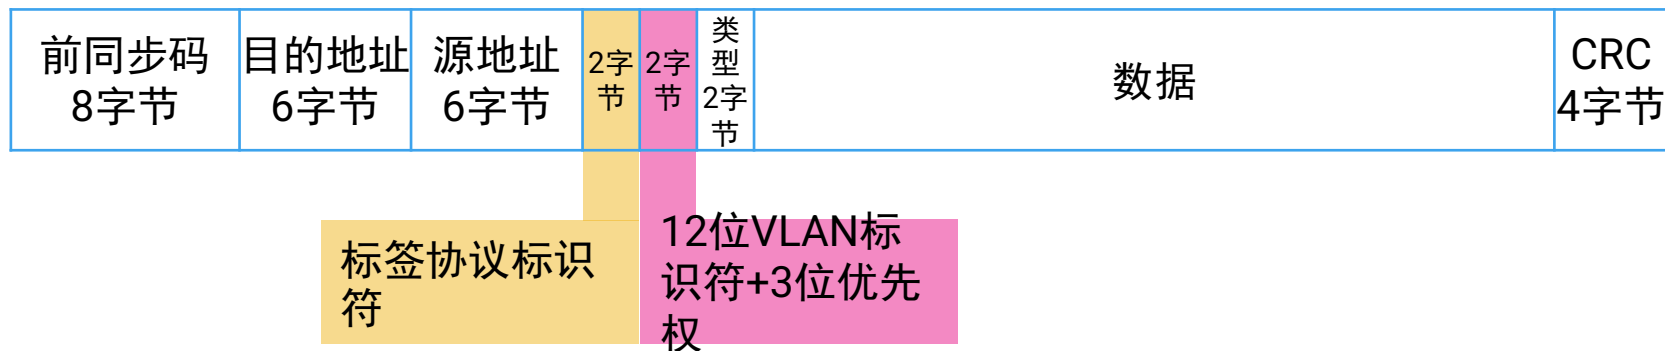 前同步码
8字节
目的地址
6字节
源地址
6字节
2字
节
2字
节
类
型
2字
节
数据
CRC
4字节
标签协议标识
符
12位VLAN标
识符+3位优先
权